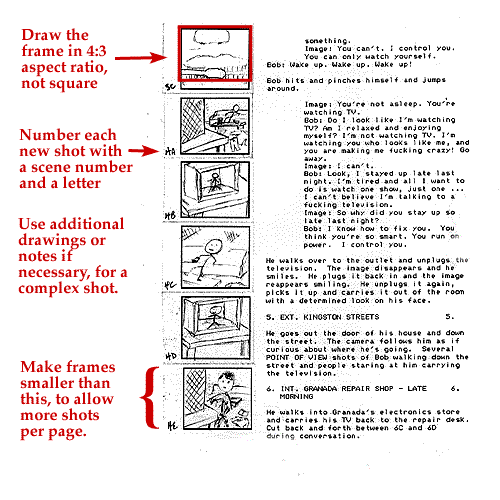 Draw the
frame in 4:3
aspect ratio,
not square
Number each
new shot with
a scene number
and a letter
Use additional
drawings or
notes if
necessary, for a
complex shot.
Make frames
smaller than
this, to allow
more shots
per page.
3C
4A
4B
4C
4D
4E
something.
Image: You can't. I control you.
You can only watch yourself.
Bob: Wake up. Wake up. Wake up!
Bob hits and pinches himself and jumps
around.
Image: You're not asleep. You're
watching TV.
Bob: Do I look like I'm watching
TV? Am I relaxed and enjoying
myself? I'm not watching TV. I'm
watching you who looks like me, and
you are making me fucking crazy! Go
away.
Image: I can't.
Bob: Look, I stayed up late last
night. I'm tired and all I want to
do is watch one show, just one ...
I can't believe I'm talking to a
fucking television.
Image: So why did you stay up so
late last night?
Bob: I know how to fix you. You
think you're so smart. You run on
power. I control you.
He walks over to the outlet and unplugs the
television. The image disappears and he
smiles. He plugs it back in and the image
reappears smiling. He unplugs it again,
picks it up and carries it out of the room
with a determined look on his face.
5. EXT. KINGSTON STREETS 5.
He goes out the door of his house and down
the street. The camera follows him as if
curious about where he's going. Several
POINT OF VIEW shots of Bob walking down the
street and people staring at him carrying
the television.
6. INT. GRANADA REPAIR SHOP - LATE 6.
MORNING
He walks into Granada's electronics store
and carries his TV back to the repair desk.
Cut back and forth between 6C and 6D
during conversation.